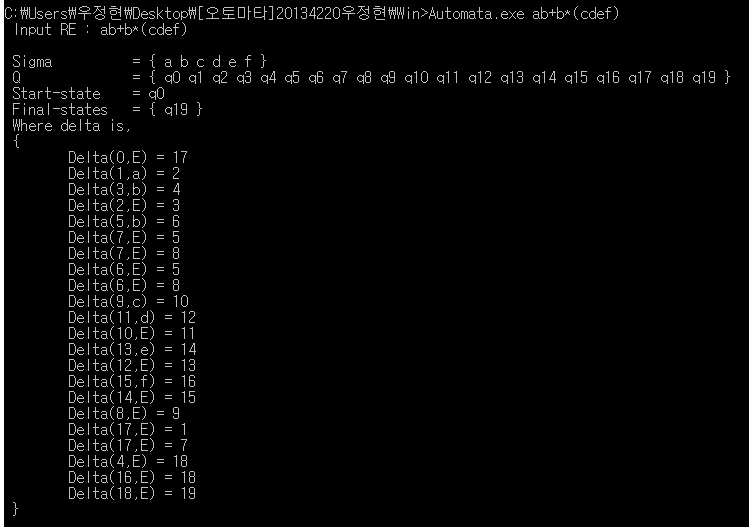 C:₩Users₩우정현₩Desktop₩[오토마타]20134220우정현₩Win>Automata.exe ab+b*(cdef)
Input RE : ab+b*(cdef)
Sigma = { a b c d e f }
Q = { q0 q1 q2 q3 q4 q5 q6 q7 q8 q9 q10 q11 q12 q13 q14 q15 q16 q17 q18 q19 }
Start-state = q0
Final-states = { q19 }
Where delta is,
{
Delta(0,E) = 17
Delta(1,a) = 2
Delta(3,b) = 4
Delta(2,E) = 3
Delta(5,b) = 6
Delta(7,E) = 5
Delta(7,E) = 8
Delta(6,E) = 5
Delta(6,E) = 8
Delta(9,c) = 10
Delta(11,d) = 12
Delta(10,E) = 11
Delta(13,e) = 14
Delta(12,E) = 13
Delta(15,f) = 16
Delta(14,E) = 15
Delta(8,E) = 9
Delta(17,E) = 1
Delta(17,E) = 7
Delta(4,E) = 18
Delta(16,E) = 18
Delta(18,E) = 19
}